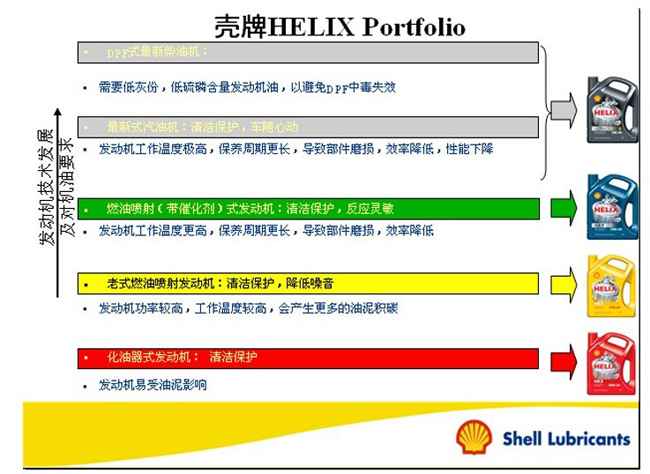 壳牌HELIX Portfolio
DPF式最新柴油机：
需要低灰份，低硫磷含量发动机油，以避免DPF中毒失效
最新式汽油机：清洁保护，车随心动
发动机工作温度极高，保养周期更长，导致部件磨损，效率降低，性能下降
燃油喷射（带催化剂）式发动机：清洁保护，反应灵敏
发动机工作温度更高，保养周期更长，导致部件磨损，效率降低
老式燃油喷射发动机：清洁保护，降低噪音
发动机功率较高，工作温度较高，会产生更多的油泥积碳
化油器式发动机： 清洁保护
发动机易受油泥影响
发动机技术发展
及对机油要求
HELIX
HELIX
HELIX
HELIX
Shell Lubricants